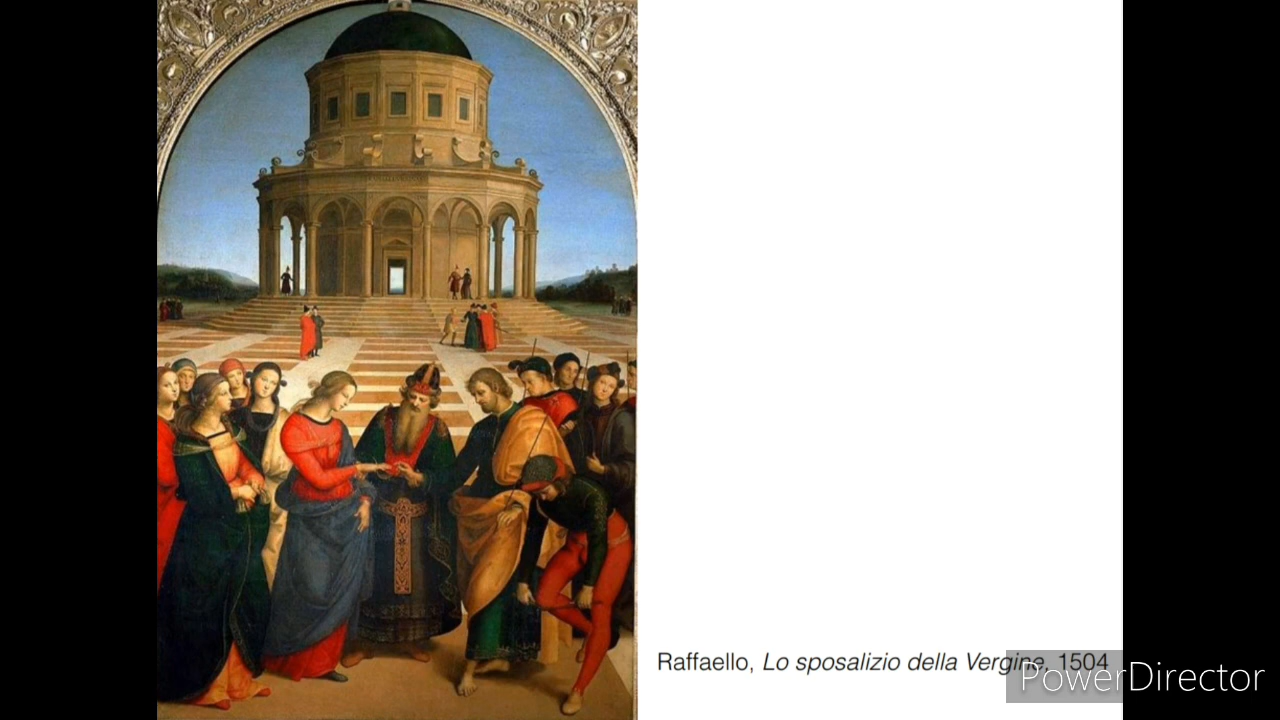 Raffaello, Lo sposalizio della Vergine, 1504
PowerDirector